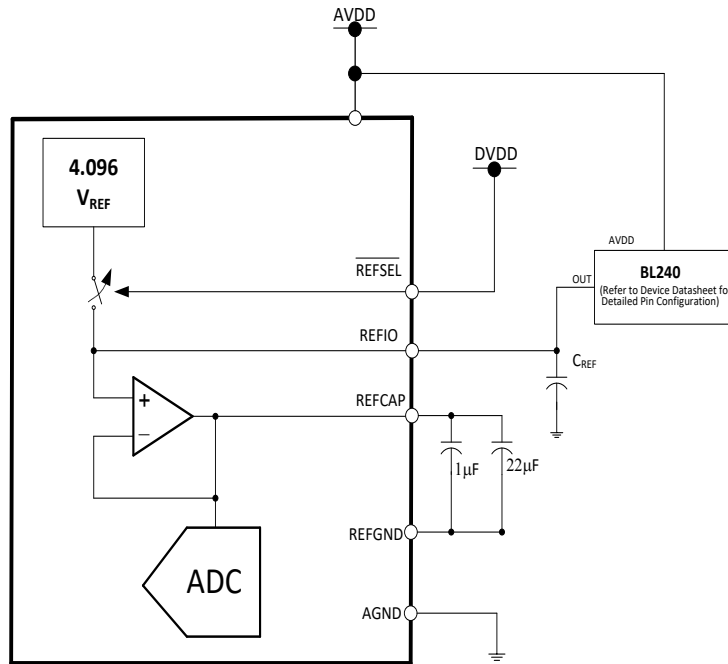 AVDD
4.096
VREF
DVDD
REFSEL
AVDD
OUT
BL240
(Refer to Device Datasheet fo
Detailed Pin Configuration)
REFIO
CREF
REFCAP
1µF
22µF
REFGND
ADC
AGND
+
−